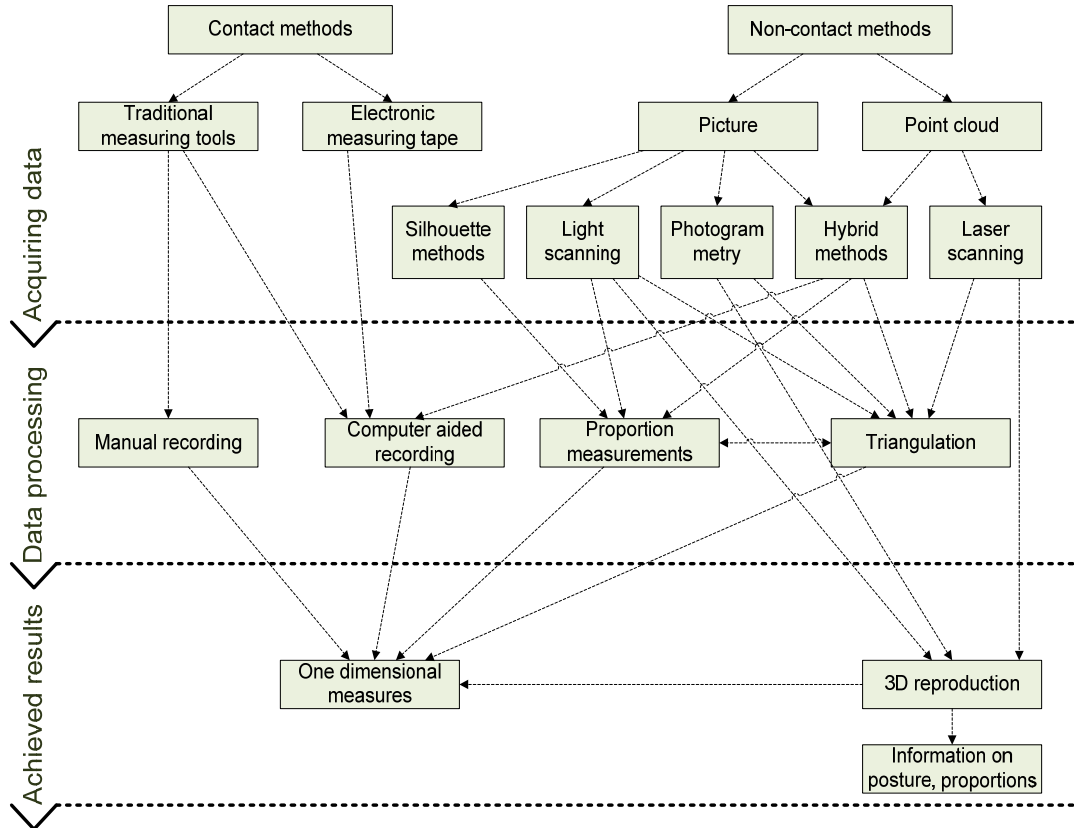 Contact methods
Non-contact methods
Traditional
measuring tools
Electronic
measuring tape
Picture
Point cloud
Acquiring data
Silhouette
methods
Light
scanning
Photogram
metry
Hybrid
methods
Laser
scanning
Data processing
Manual recording
Computer aided
recording
Proportion
measurements
Triangulation
Achieved results
One dimensional
measures
3D reproduction
Information on
posture, proportions